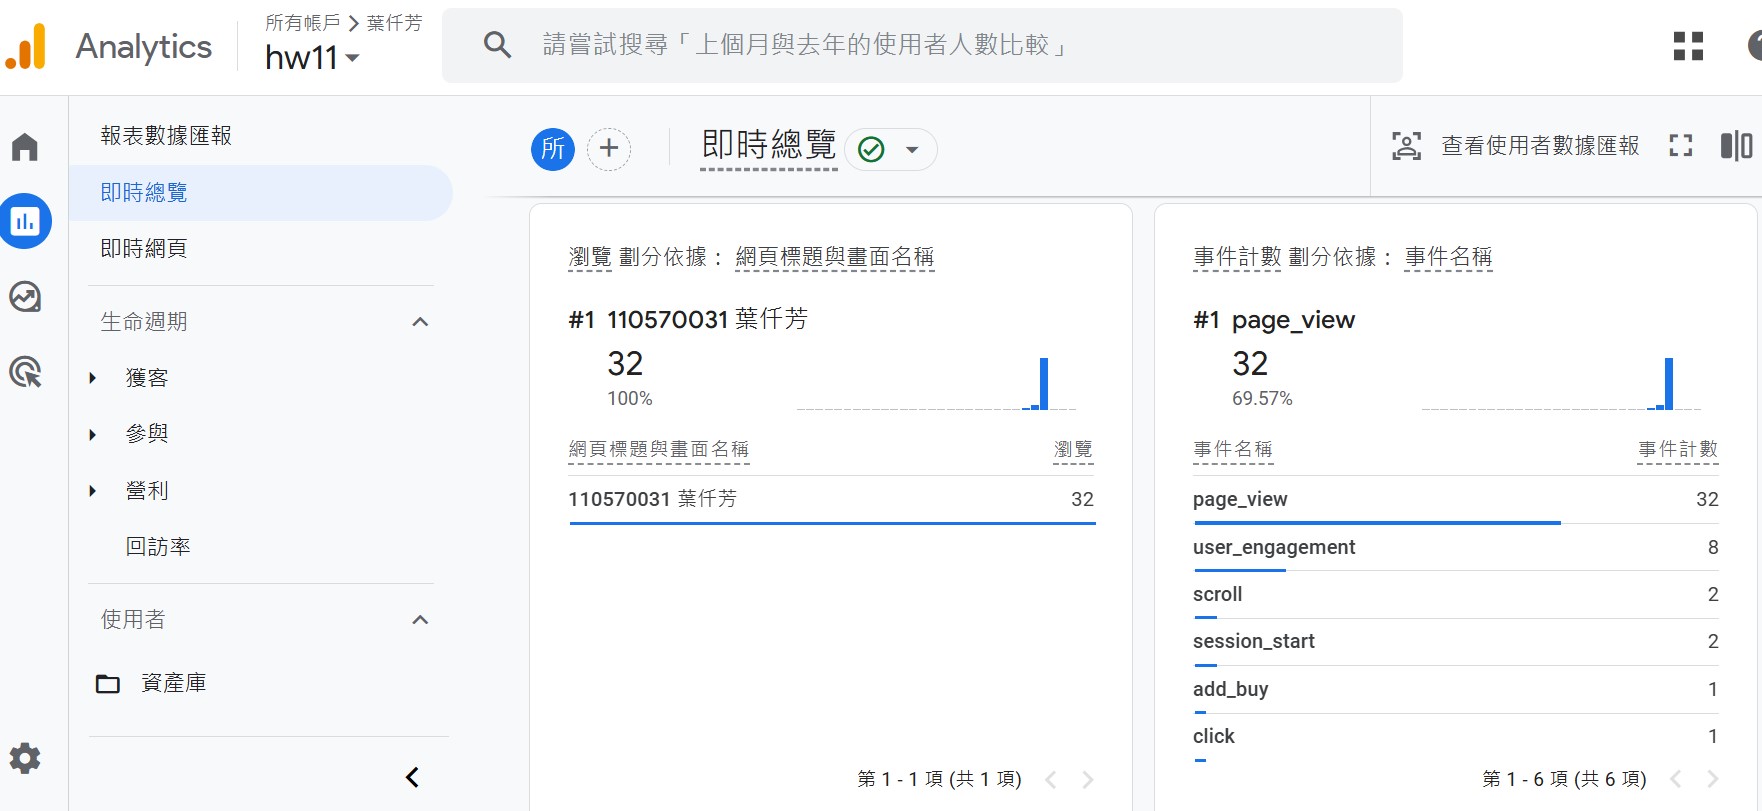 Analytics
所有帳戶 > 葉仟芳
hw11
請嘗試搜尋「上個月與去年的使用者人數比較」
報表數據匯報
即時總覽
即時網頁
生命週期
獲客
參與
營利
回訪率
使用者
資產庫
所
即時總覽
查看使用者數據匯報
瀏覽 劃分依據： 網頁標題與畫面名稱
#1 110570031 葉仟芳
32
100%
網頁標題與畫面名稱 瀏覽
110570031 葉仟芳 32
第 1 - 1 項 (共 1 項)
事件計數 劃分依據： 事件名稱
#1 page_view
32
69.57%
事件名稱 事件計數
page_view 32
user_engagement 8
scroll 2
session_start 2
add_buy 1
click 1
第 1 - 6 項 (共 6 項)